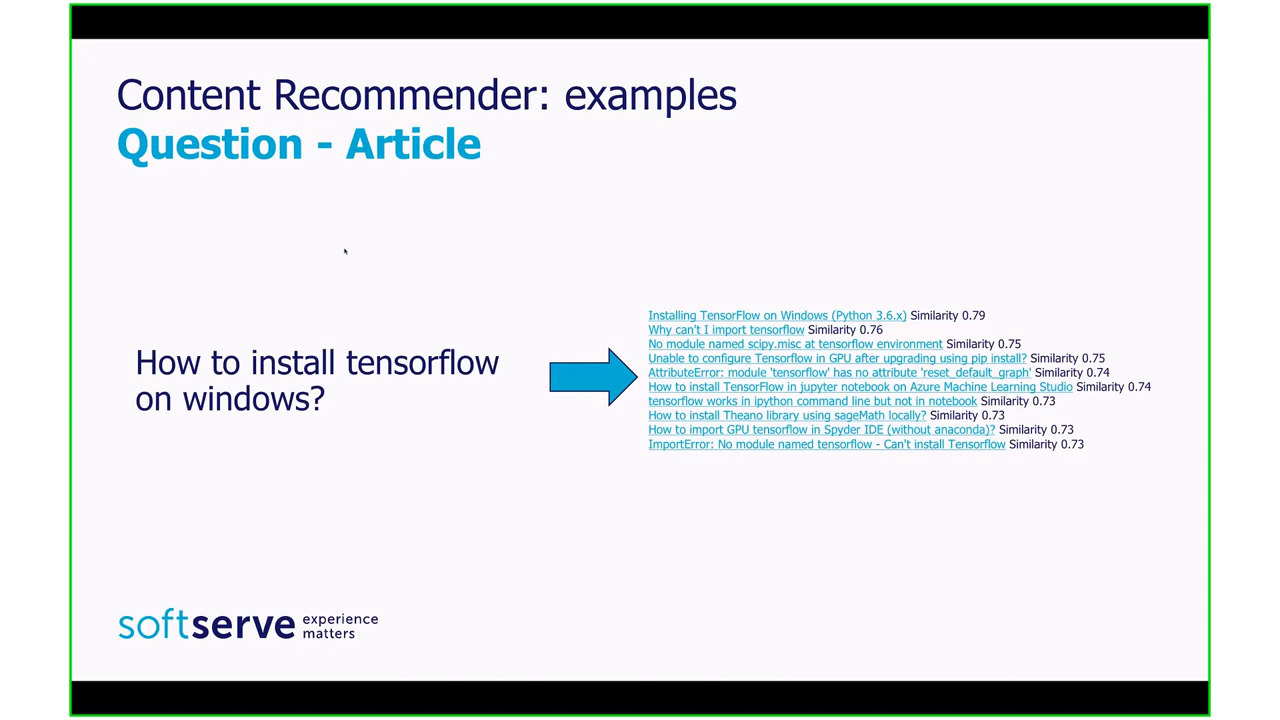 Content Recommender: examples
Question - Article
How to install tensorflow
on windows?
Installing TensorFlow on Windows (Python 3.6.x) Similarity 0.79
Why can't I import tensorflow Similarity 0.76
No module named scipy.misc at tensorflow environment Similarity 0.75
Unable to configure Tensorflow in GPU after upgrading using pip install? Similarity 0.75
AttributeError: module 'tensorflow' has no attribute 'reset_default_graph' Similarity 0.74
How to install TensorFlow in jupyter notebook on Azure Machine Learning Studio Similarity 0.74
tensorflow works in ipython command line but not in notebook Similarity 0.73
How to install Theano library using sageMath locally? Similarity 0.73
How to import GPU tensorflow in Spyder IDE (without anaconda)? Similarity 0.73
ImportError: No module named tensorflow - Can't install Tensorflow Similarity 0.73
softserve experience
matters